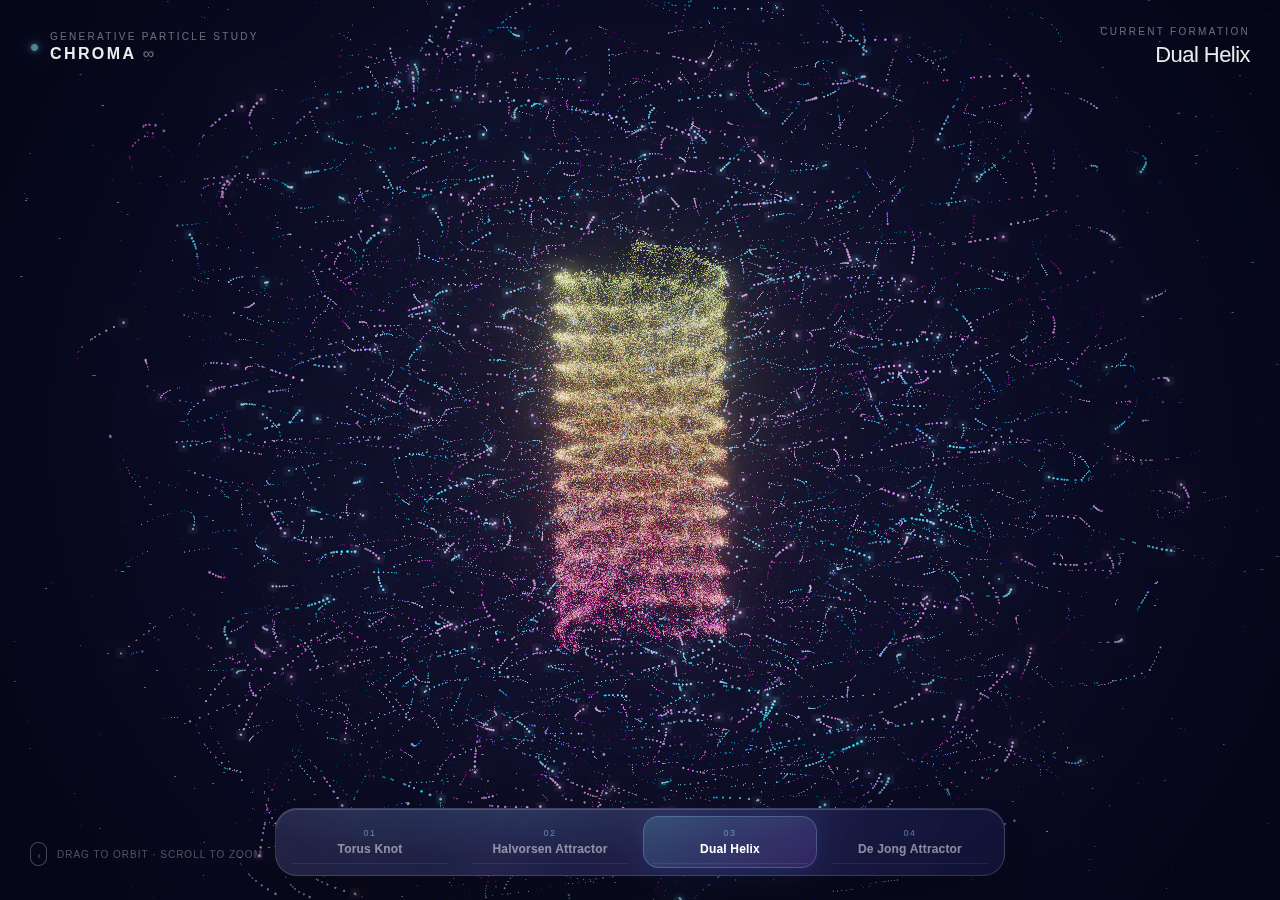 GENERATIVE PARTICLE STUDY
CHROMA ∞
CURRENT FORMATION
Dual Helix
01
Torus Knot
02
Halvorsen Attractor
03
Dual Helix
04
De Jong Attractor
DRAG TO ORBIT · SCROLL TO ZOOM